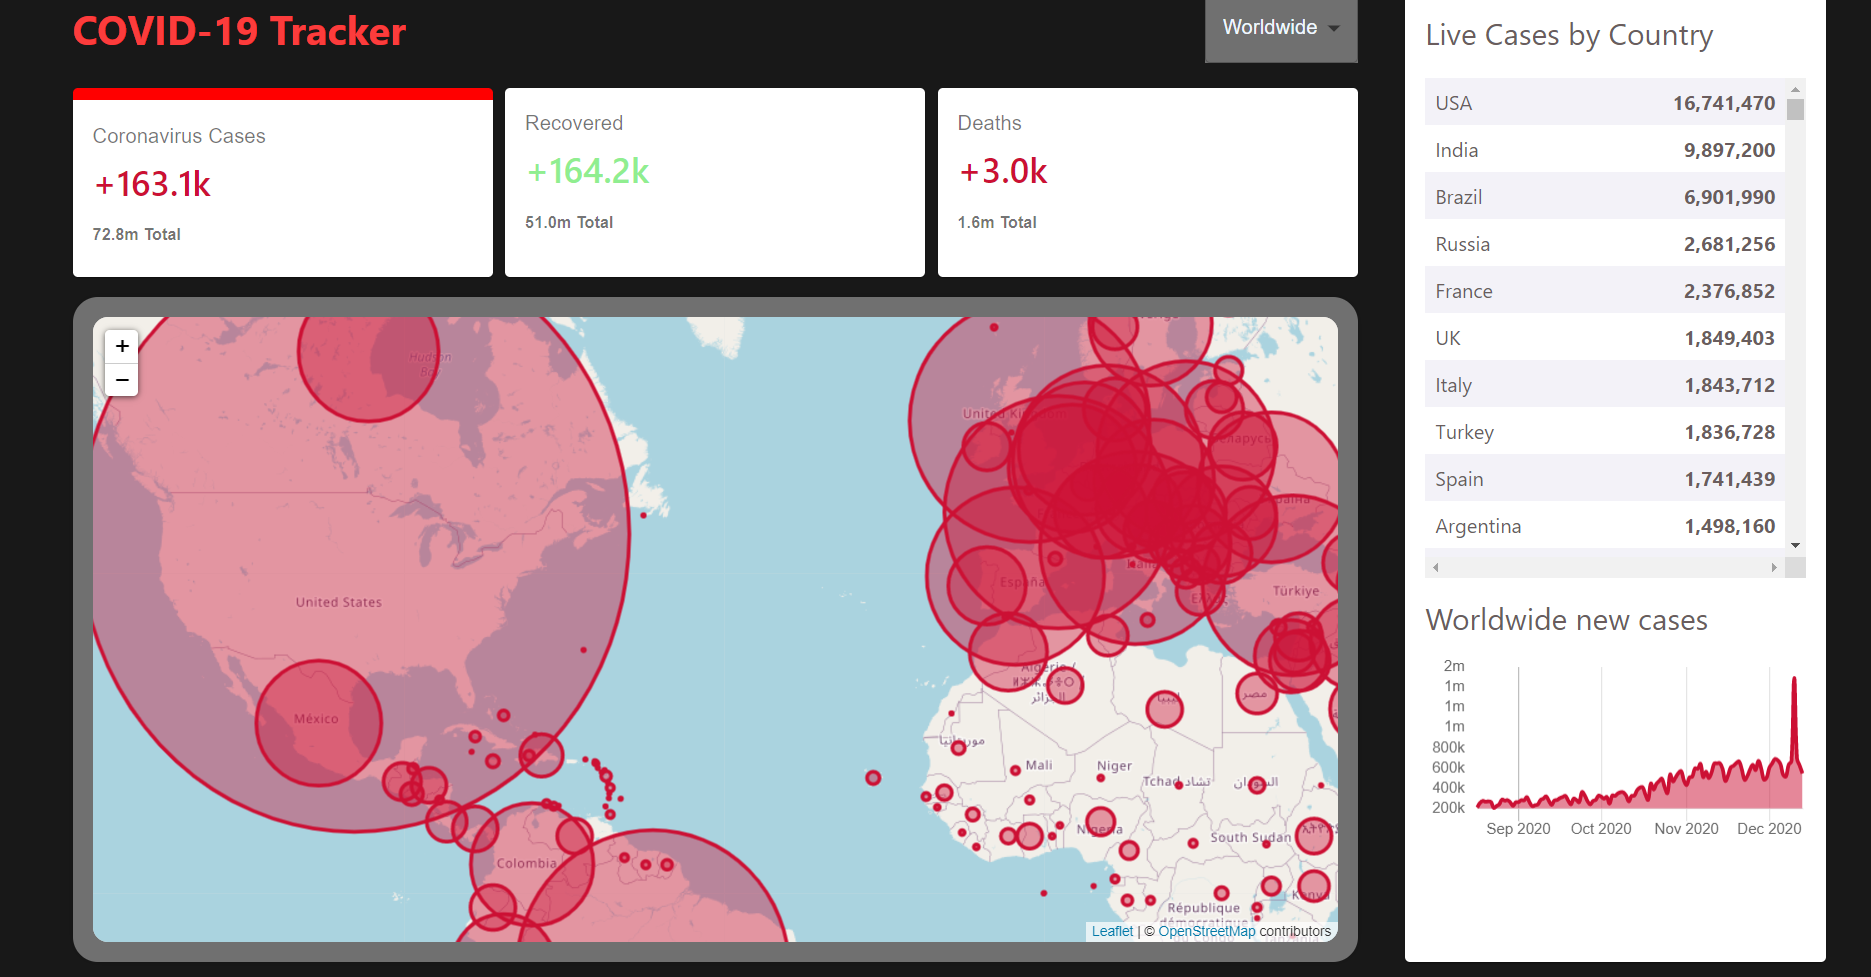 COVID-19 Tracker
Worldwide
Coronavirus Cases
+163.1k
72.8m Total
Recovered
+164.2k
51.0m Total
Deaths
+3.0k
1.6m Total
+
−
Hudson
Bay
United States
México
Colombia
United Kingdom
España
Türkiye
Algérie /
ⵍⵣⵣⴰⵢⴻⵔ
الجزائر
ليبيا
مصر
موريتانيا
Mali
Niger
Tchad تشاد
السودان
Nigeria
South Sudan
Kenya
République
démocratique
du Congo
Leaflet | © OpenStreetMap contributors
Live Cases by Country
USA 16,741,470
India 9,897,200
Brazil 6,901,990
Russia 2,681,256
France 2,376,852
UK 1,849,403
Italy 1,843,712
Turkey 1,836,728
Spain 1,741,439
Argentina 1,498,160
Worldwide new cases
2m
1m
1m
1m
800k
600k
400k
200k
Sep 2020 Oct 2020 Nov 2020 Dec 2020